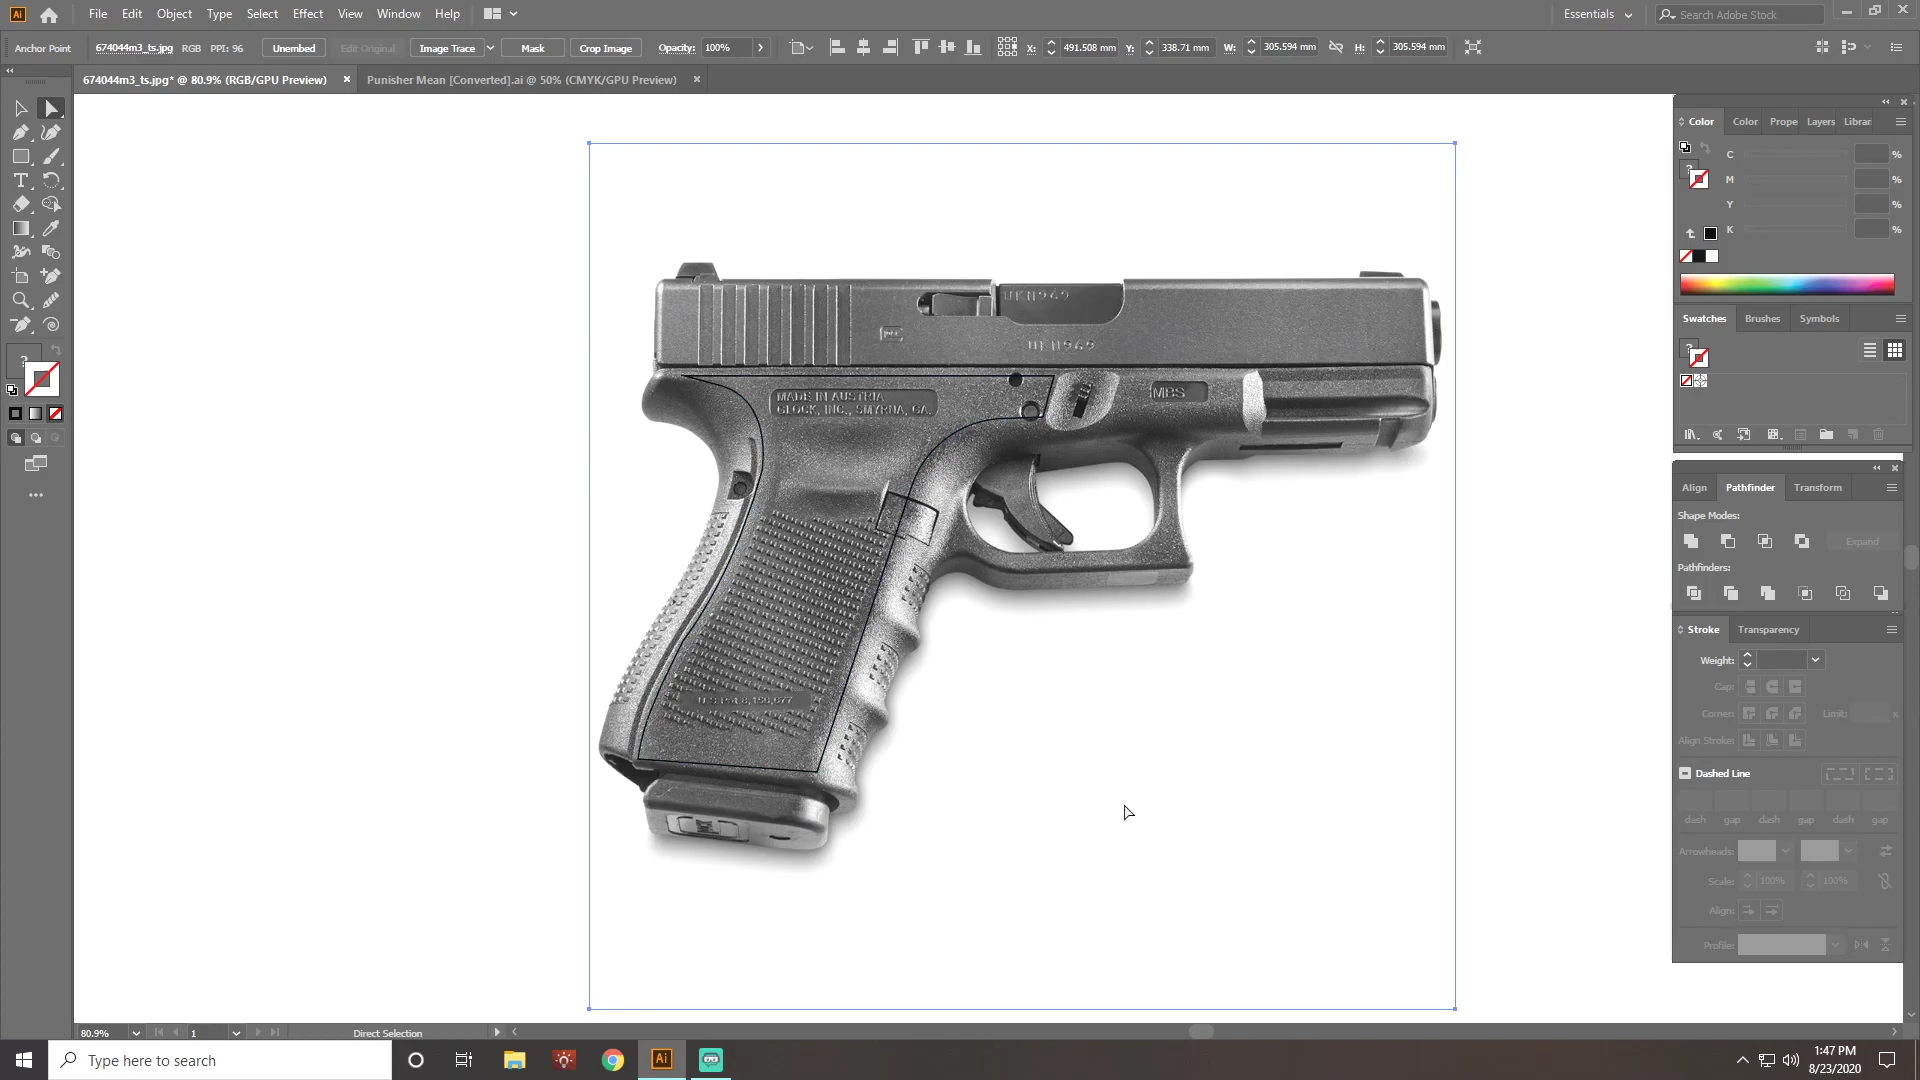 Ai File Edit Object Type Select Effect View Window Help Essentials Search Adobe Stock
Anchor Point 674044m3_ts.jpg RGB PPI: 96 Unembed Edit Original Image Trace Mask Crop Image Opacity: 100% X: 491.508 mm Y: 338.71 mm W: 305.594 mm H: 305.594 mm
674044m3_ts.jpg* @ 80.9% (RGB/GPU Preview) × Punisher Mean [Converted].ai @ 50% (CMYK/GPU Preview) ×
Color Color Prope Layers Librar
C %
M %
Y %
K %
Swatches Brushes Symbols
Align Pathfinder Transform
Shape Modes:
Expand
Pathfinders:
Stroke Transparency
Weight:
Cap:
Corner: Limit: x
Align Stroke:
Dashed Line
dash gap dash gap dash gap
Arrowheads:
Scale: 100% 100%
Align:
Profile:
UKN969
UKN969
MADE IN AUSTRIA
GLOCK, INC., SMYRNA, GA.
MBS
80.9% 1 Direct Selection
Type here to search
Ai
1:47 PM
8/23/2020